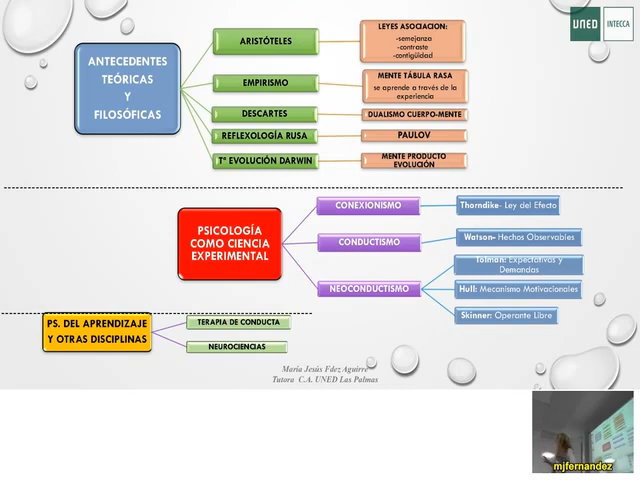 UNED
INTECCA
ANTECEDENTES
TEÓRICAS
Y
FILOSÓFICAS
ARISTÓTELES
LEYES ASOCIACION:
-semejanza
-contraste
-contigüidad
EMPIRISMO
MENTE TÁBULA RASA
se aprende a través de la
experiencia
DESCARTES
DUALISMO CUERPO-MENTE
REFLEXOLOGÍA RUSA
PAULOV
Tª EVOLUCIÓN DARWIN
MENTE PRODUCTO
EVOLUCIÓN
PSICOLOGÍA
COMO CIENCIA
EXPERIMENTAL
CONEXIONISMO
Thorndike- Ley del Efecto
CONDUCTISMO
Watson- Hechos Observables
NEOCONDUCTISMO
Tolman: Expectativas y
Demandas
Hull: Mecanismo Motivacionales
Skinner: Operante Libre
PS. DEL APRENDIZAJE
Y OTRAS DISCIPLINAS
TERAPIA DE CONDUCTA
NEUROCIENCIAS
María Jesús Fdez Aguirre
Tutora C.A. UNED Las Palmas
mjfernandez